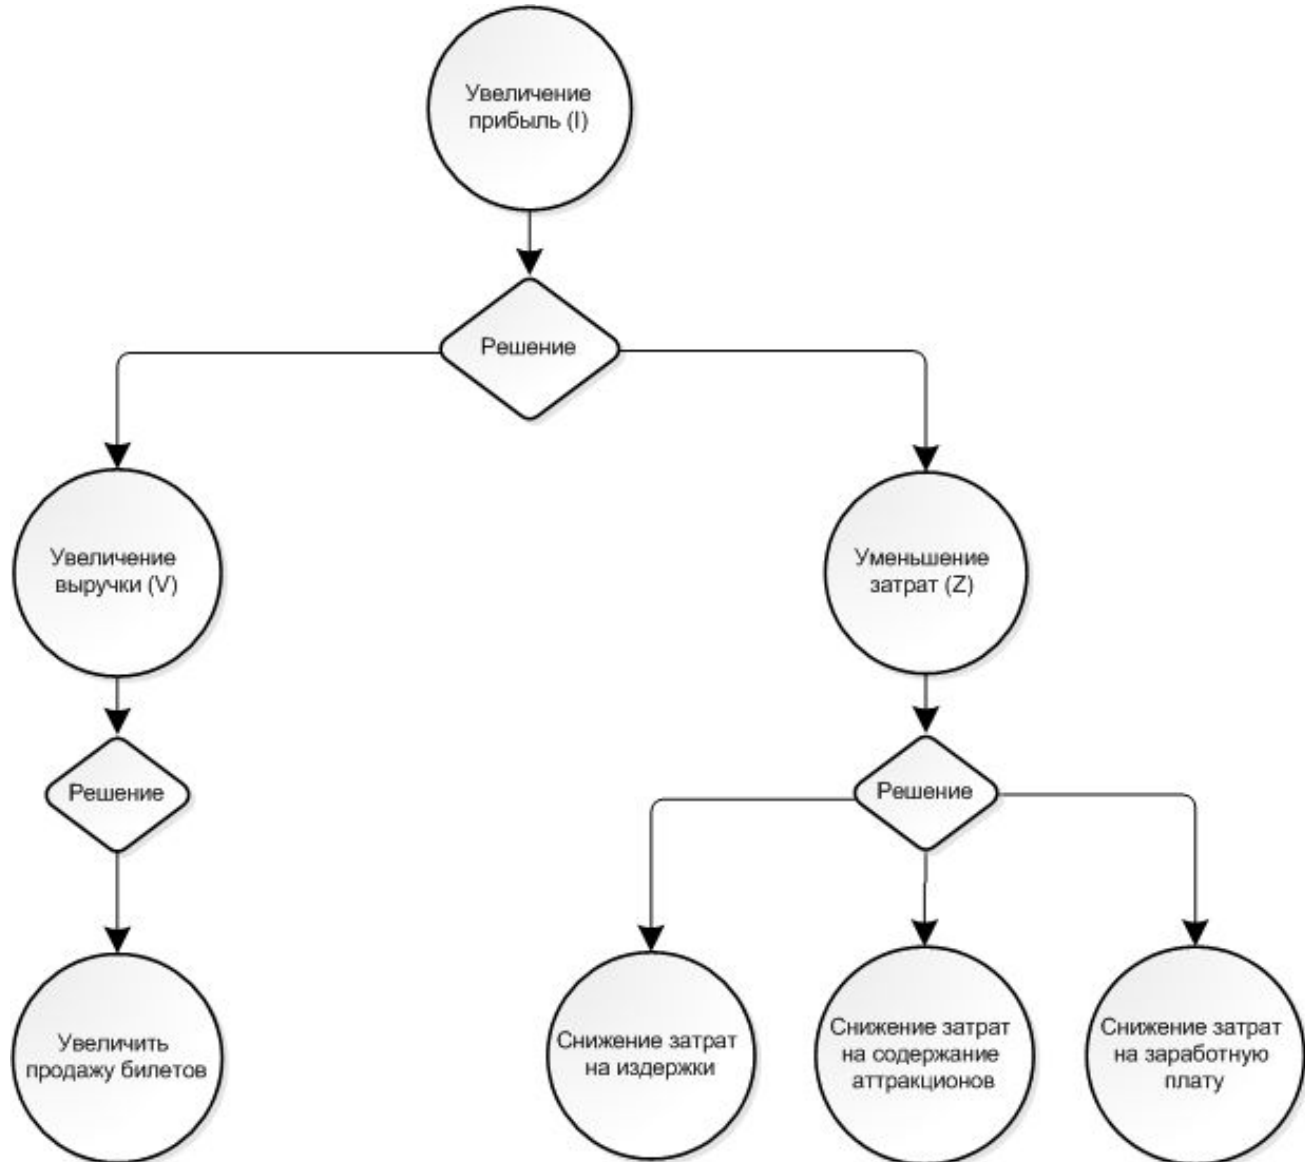 Увеличение
прибыль (I)
Решение
Увеличение
выручки (V)
Уменьшение
затрат (Z)
Решение
Решение
Увеличить
продажу билетов
Снижение затрат
на издержки
Снижение затрат
на содержание
аттракционов
Снижение затрат
на заработную
плату